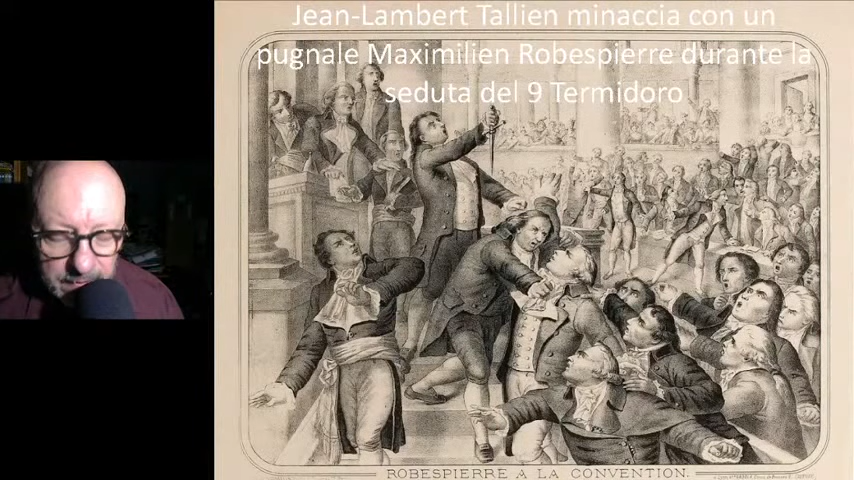 Jean-Lambert Tallien minaccia con un
pugnale Maximilien Robespierre durante la
seduta del 9 Termidoro
ROBESPIERRE A LA CONVENTION.